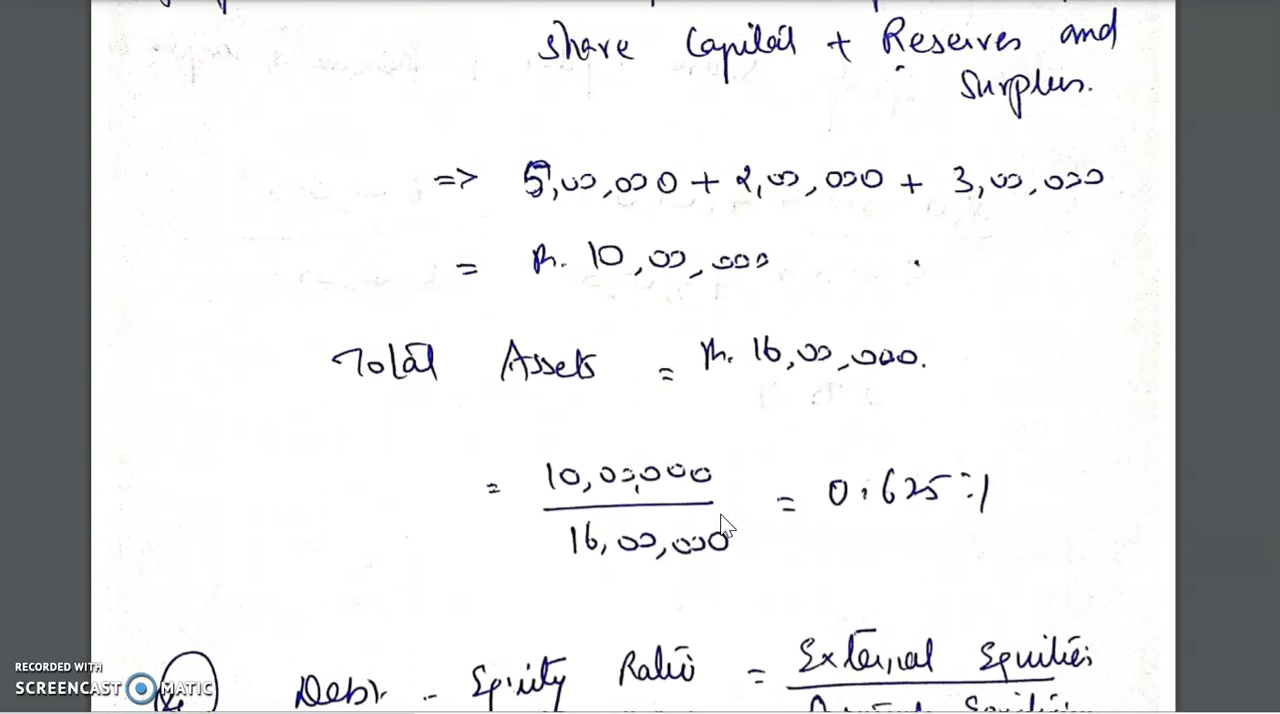 share Capital + Reserves and
Surplus.
=> 5,00,000 + 2,00,000 + 3,00,000
= Rs. 10,00,000
Total Assets = Rs. 16,00,000.
= 10,00,000 = 0.625:1
16,00,000
Debt - Equity Ratio = External Equities
RECORDED WITH
SCREENCAST MATIC